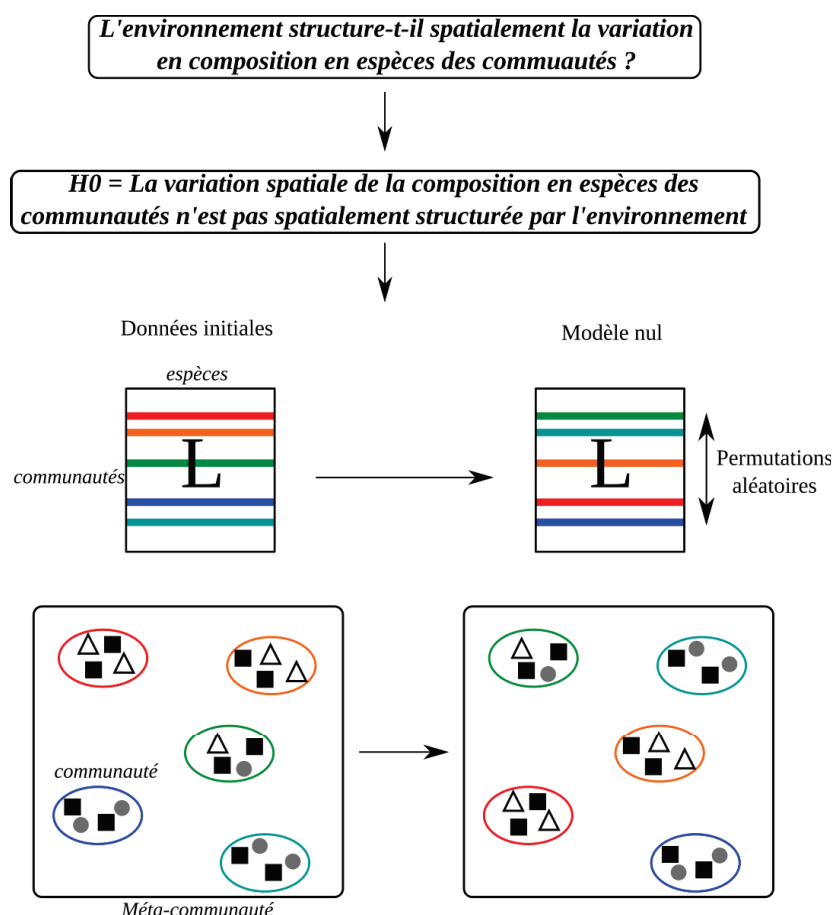 L'environnement structure-t-il spatialement la variation
en composition en espèces des commuautés ?
H0 = La variation spatiale de la composition en espèces des
communautés n'est pas spatialement structurée par l'environnement
Données initiales
Modèle nul
espèces
communautés
L
L
Permutations
aléatoires
communauté
Méta-communauté